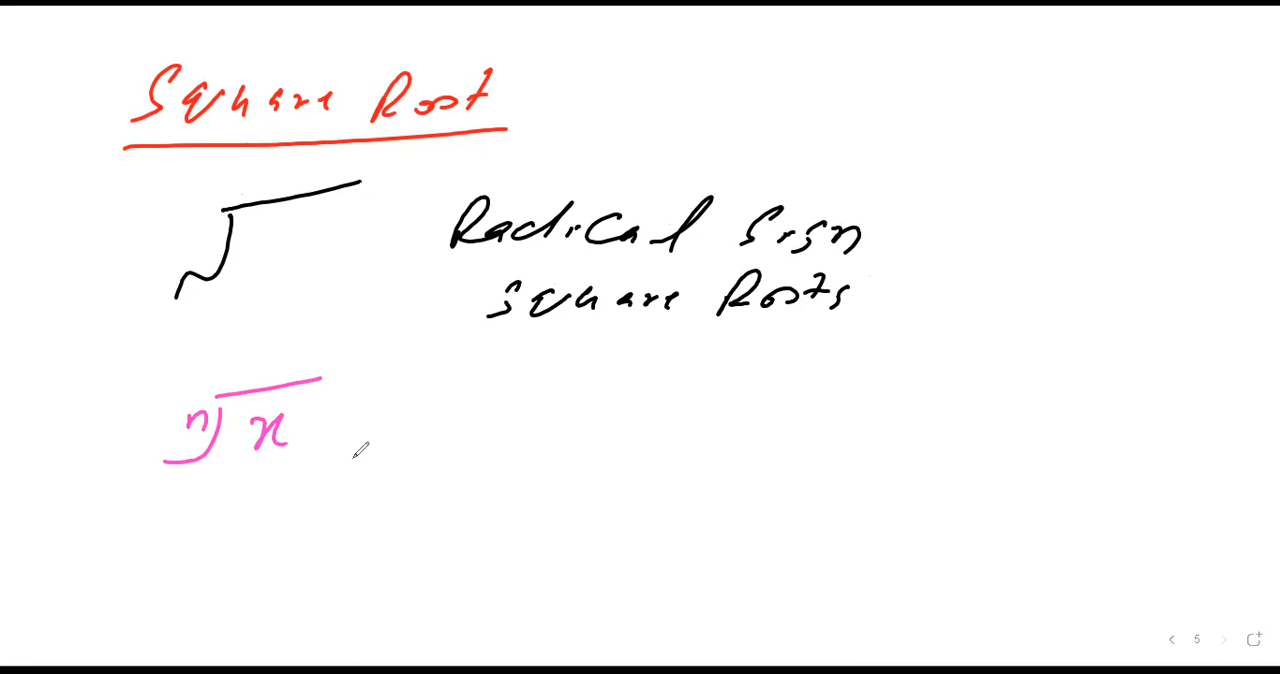 Square Root
√ Radical Sign
Square Roots
ⁿ√x
5